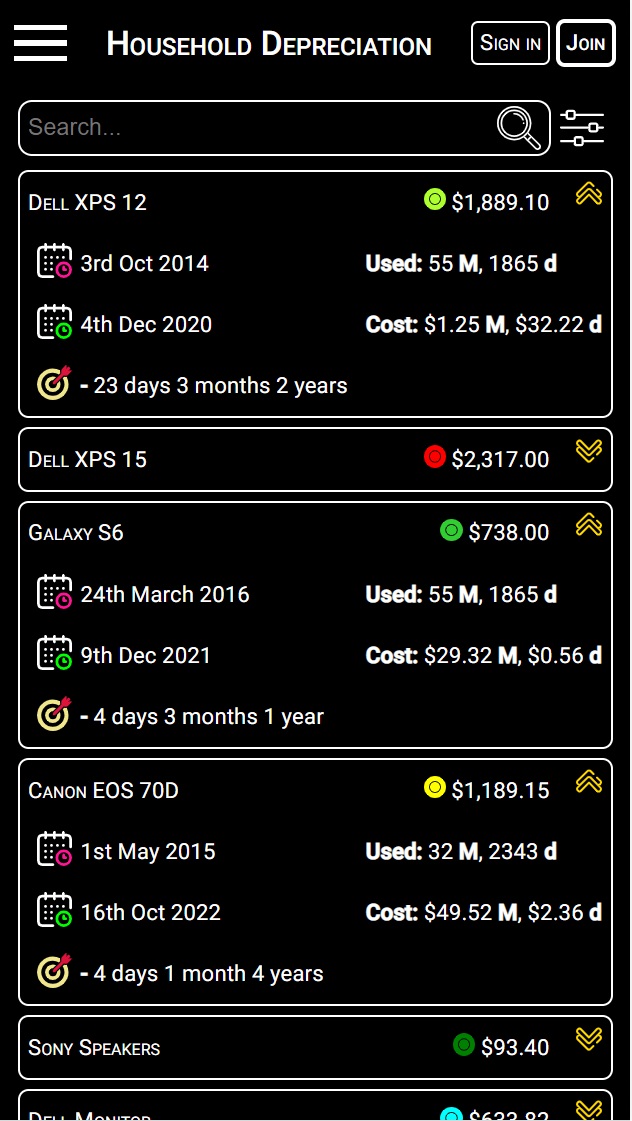 Household Depreciation
Sign in
Join
Search...
Dell XPS 12 $1,889.10
3rd Oct 2014 Used: 55 M, 1865 d
4th Dec 2020 Cost: $1.25 M, $32.22 d
- 23 days 3 months 2 years
Dell XPS 15 $2,317.00
Galaxy S6 $738.00
24th March 2016 Used: 55 M, 1865 d
9th Dec 2021 Cost: $29.32 M, $0.56 d
- 4 days 3 months 1 year
Canon EOS 70D $1,189.15
1st May 2015 Used: 32 M, 2343 d
16th Oct 2022 Cost: $49.52 M, $2.36 d
- 4 days 1 month 4 years
Sony Speakers $93.40
Dell Monitor $633.82